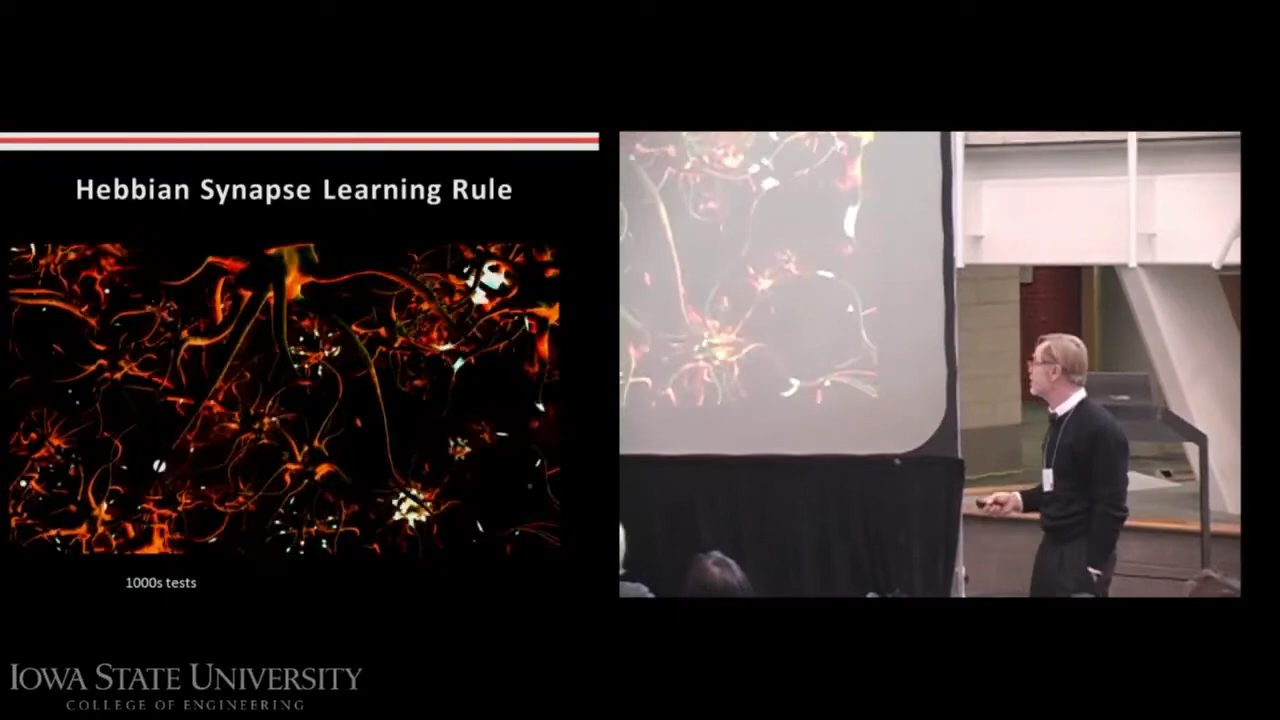 Hebbian Synapse Learning Rule
1000s tests
IOWA STATE UNIVERSITY
COLLEGE OF ENGINEERING